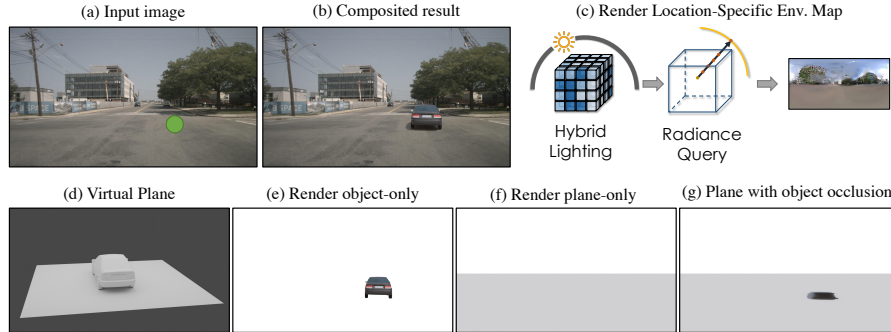 (a) Input image
(b) Composited result
(c) Render Location-Specific Env. Map
Hybrid
Lighting
Radiance
Query
(d) Virtual Plane
(e) Render object-only
(f) Render plane-only
(g) Plane with object occlusion